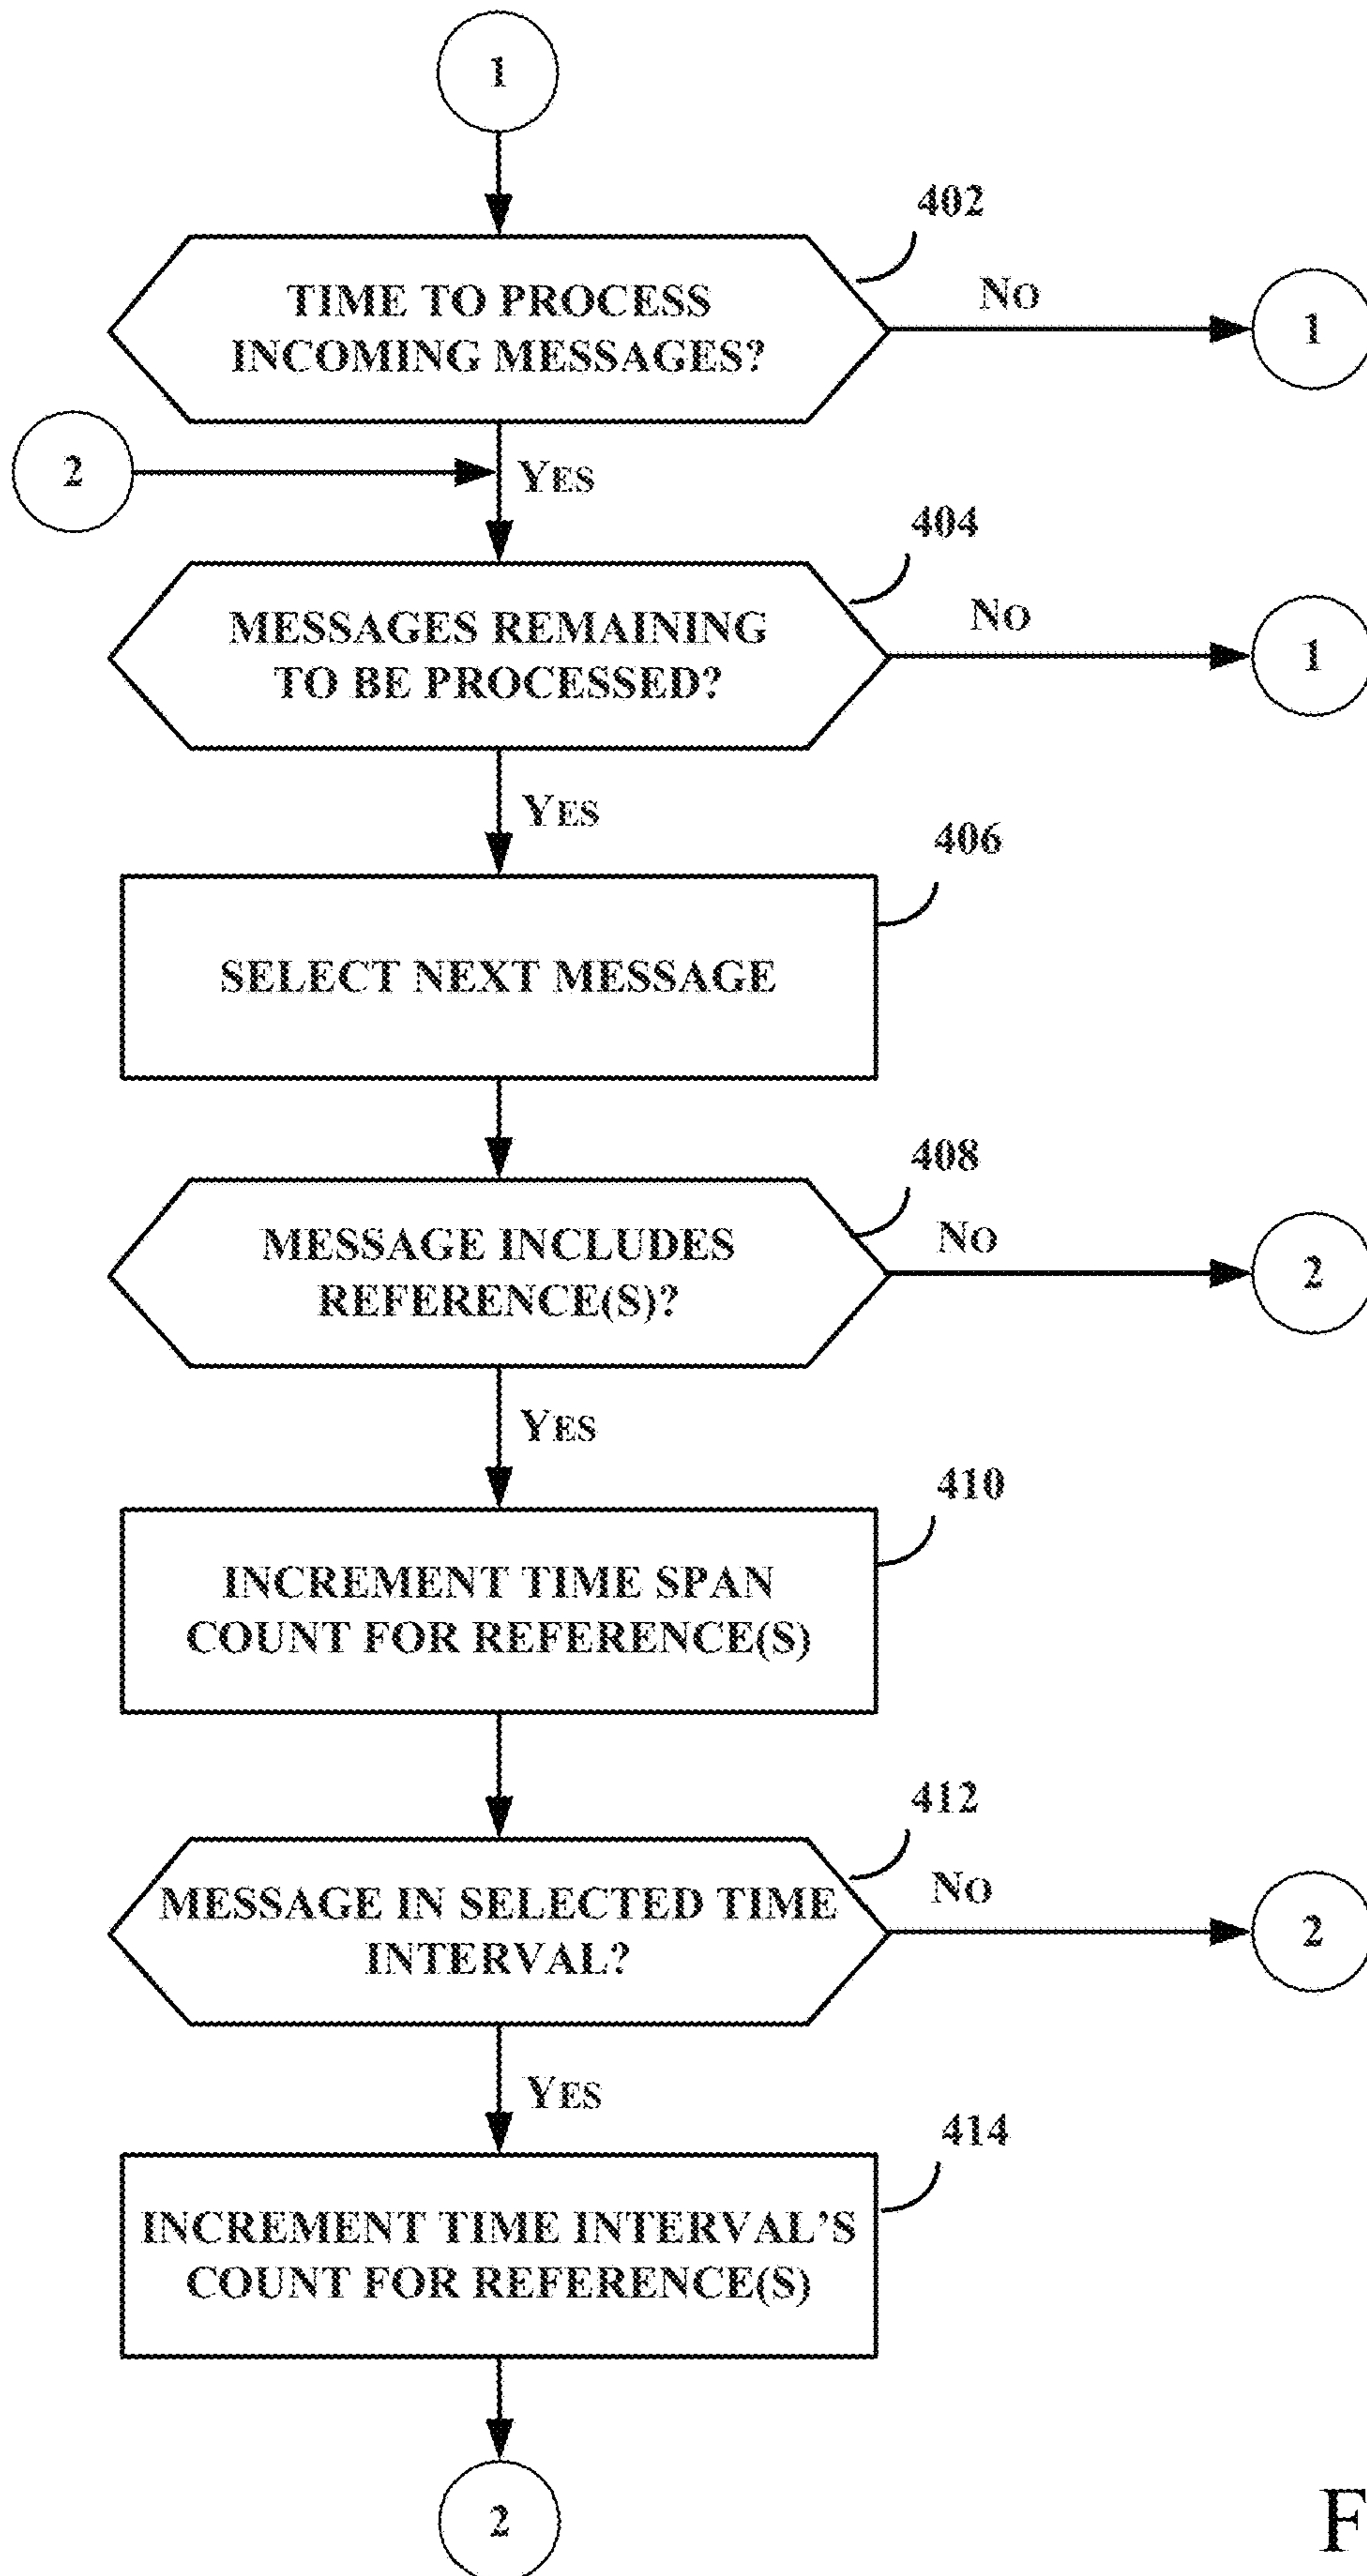 1
402
TIME TO PROCESS
INCOMING MESSAGES?
NO
1
2
YES
404
MESSAGES REMAINING
TO BE PROCESSED?
NO
1
YES
406
SELECT NEXT MESSAGE
408
MESSAGE INCLUDES
REFERENCE(S)?
NO
2
YES
410
INCREMENT TIME SPAN
COUNT FOR REFERENCE(S)
412
MESSAGE IN SELECTED TIME
INTERVAL?
NO
2
YES
414
INCREMENT TIME INTERVAL'S
COUNT FOR REFERENCE(S)
2
F